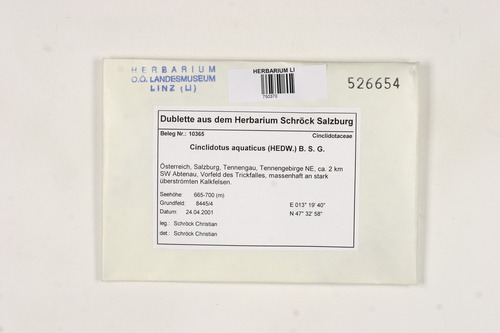 HERBARIUM
O.Ö. LANDESMUSEUM
LINZ (LI)
HERBARIUM LI
760376
526654
Dublette aus dem Herbarium Schröck Salzburg
Beleg Nr.: 10365 Cinclidotaceae
Cinclidotus aquaticus (HEDW.) B. S. G.
Österreich, Salzburg, Tennengau, Tennengebirge NE, ca. 2 km
SW Abtenau, Vorfeld des Trickfalles, massenhaft an stark
überströmten Kalkfelsen.
Seehöhe: 665-700 (m)
Grundfeld: 8445/4 E 013° 19' 40"
Datum: 24.04.2001 N 47° 32' 58"
leg.: Schröck Christian
det.: Schröck Christian